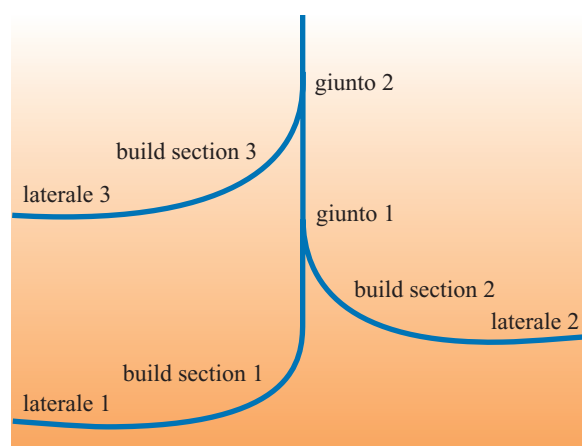 giunto 2
build section 3
laterale 3
giunto 1
build section 2
laterale 2
build section 1
laterale 1